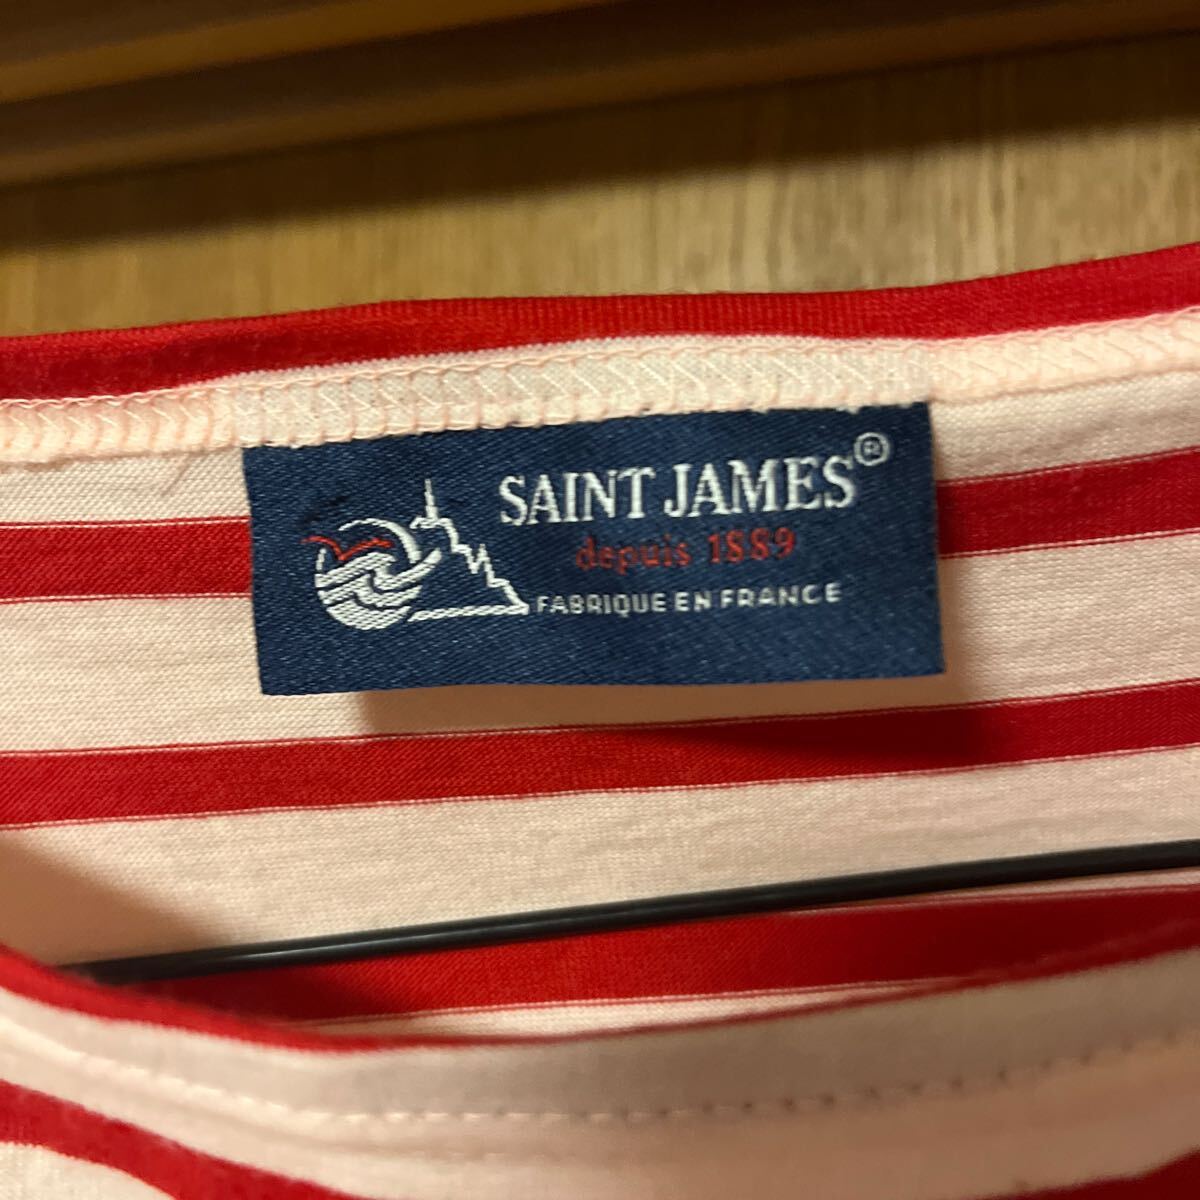 SAINT JAMES®
depuis 1889
FABRIQUE EN FRANCE